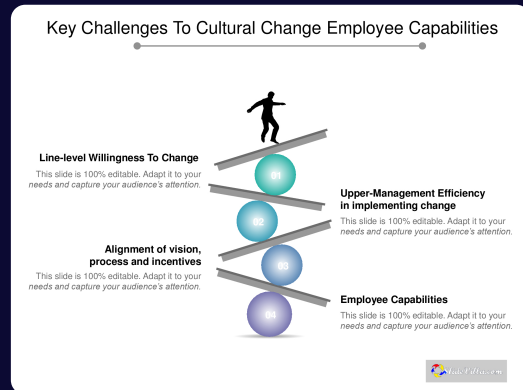 Key Challenges To Cultural Change Employee Capabilities
Line-level Willingness To Change
This slide is 100% editable. Adapt it to your
needs and capture your audience's attention.
01
Upper-Management Efficiency
in implementing change
This slide is 100% editable. Adapt it to your
needs and capture your audience's attention.
02
Alignment of vision,
process and incentives
This slide is 100% editable. Adapt it to your
needs and capture your audience's attention.
03
Employee Capabilities
This slide is 100% editable. Adapt it to your
needs and capture your audience's attention.
04